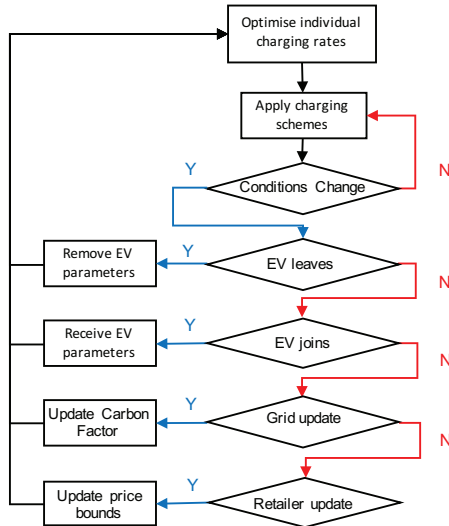 Optimise individual
charging rates
Apply charging
schemes
Y
N
Conditions Change
Remove EV
parameters
Y
EV leaves
N
Receive EV
parameters
Y
EV joins
N
Update Carbon
Factor
Y
Grid update
N
Update price
bounds
Y
Retailer update